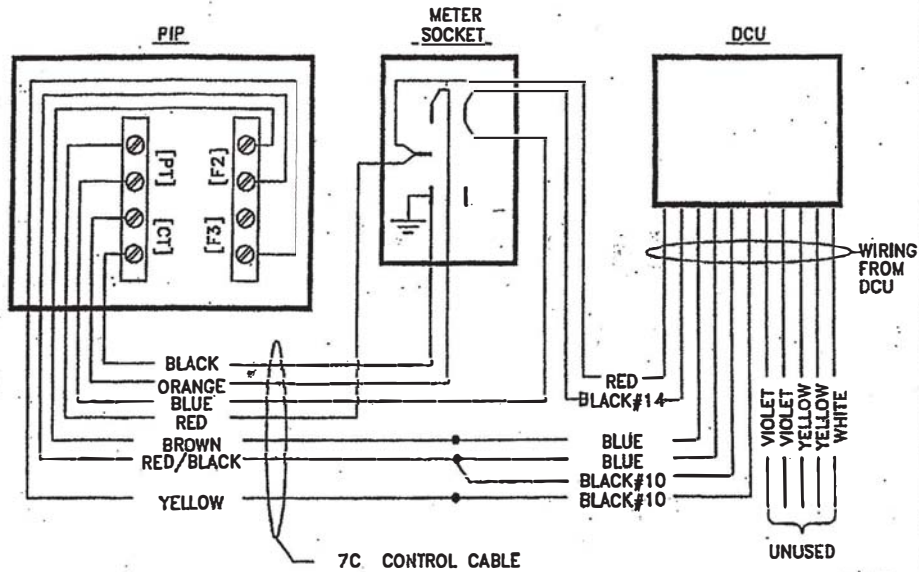 PIP
METER
SOCKET
DCU
[PT]
[CT]
[F2]
[F3]
WIRING
FROM
DCU
BLACK
ORANGE
BLUE
RED
BROWN
RED/BLACK
YELLOW
RED
BLACK#14
BLUE
BLUE
BLACK#10
BLACK#10
VIOLET
VIOLET
YELLOW
YELLOW
WHITE
UNUSED
7C CONTROL CABLE